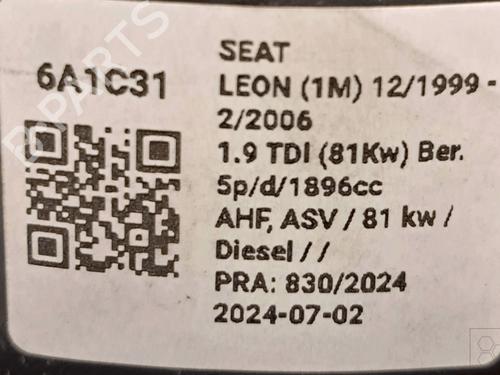 6A1C31
SEAT
LEON (1M) 12/1999 -
2/2006
1.9 TDI (81Kw) Ber.
5p/d/1896cc
AHF, ASV / 81 kw /
Diesel / /
PRA: 830/2024
2024-07-02
B-PARTS